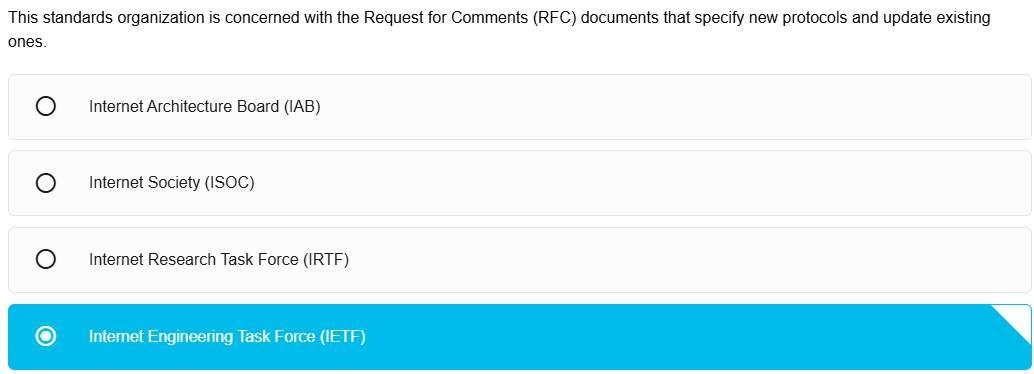 This standards organization is concerned with the Request for Comments (RFC) documents that specify new protocols and update existing
ones.
Internet Architecture Board (IAB)
Internet Society (ISOC)
Internet Research Task Force (IRTF)
Internet Engineering Task Force (IETF)